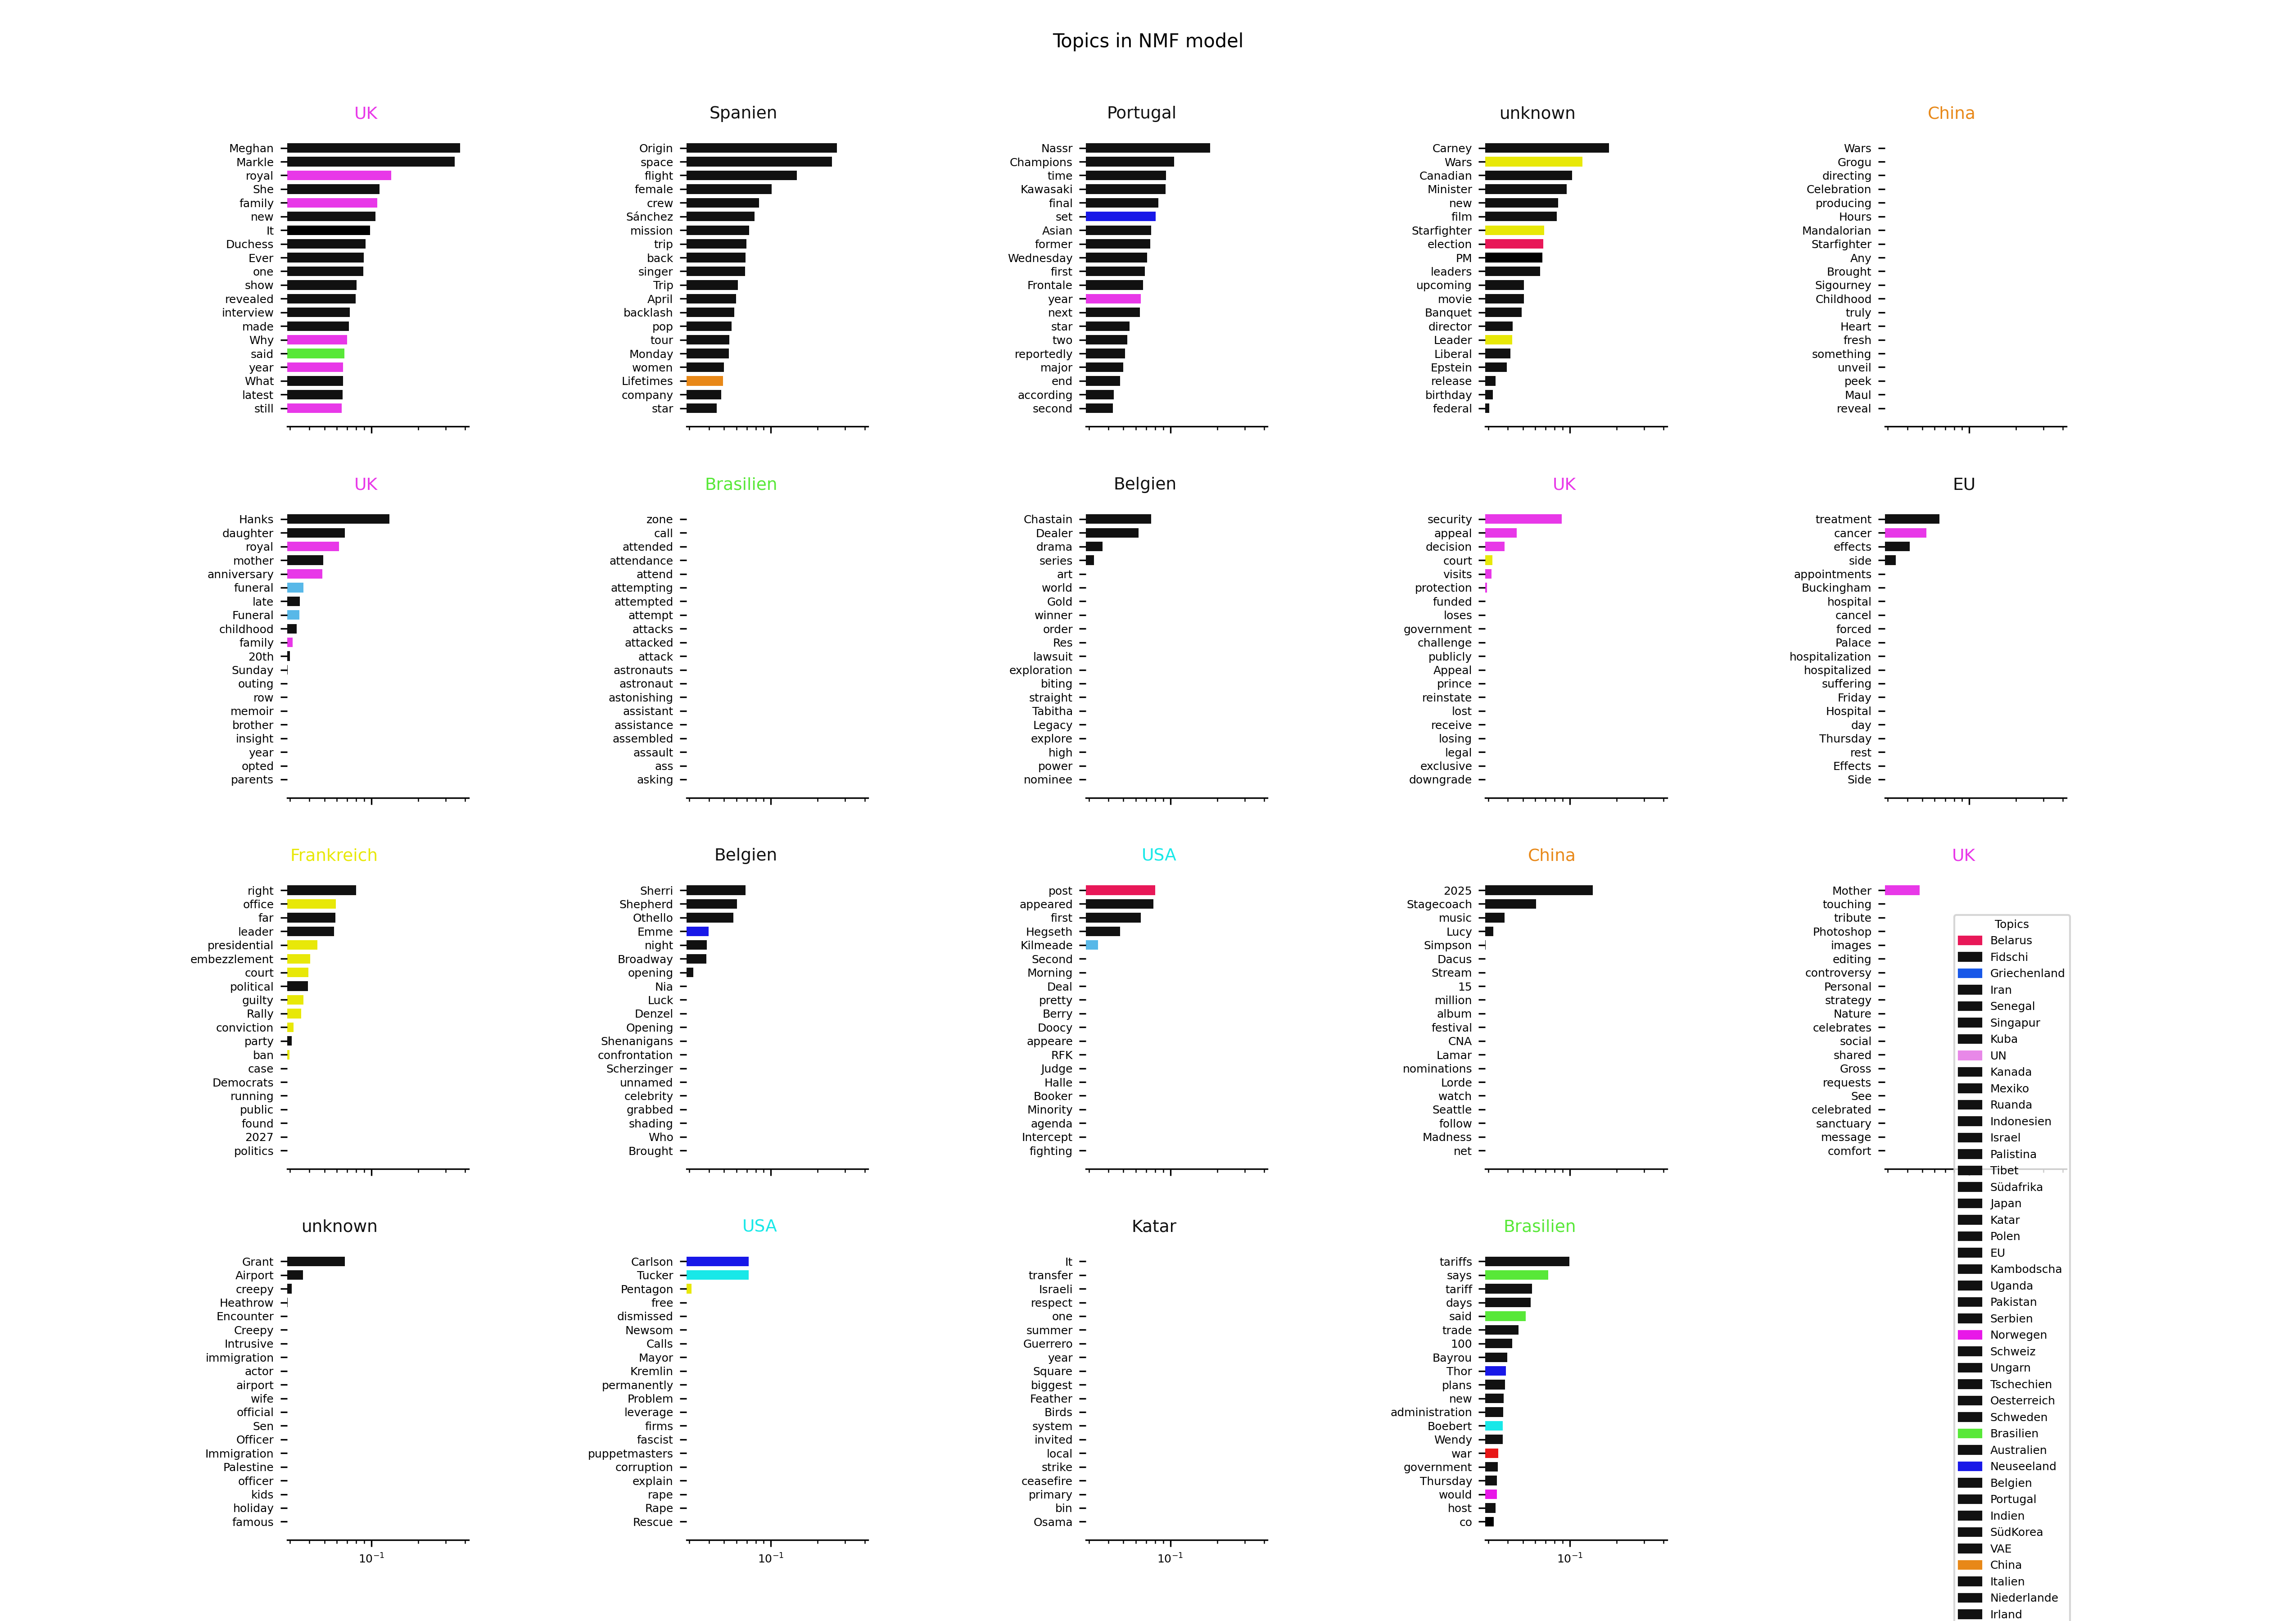 Topics in NMF model
UK
Meghan
Markle
royal
She
family
new
It
Duchess
Ever
one
show
revealed
interview
made
Why
said
year
What
latest
still
Spanien
Origin
space
flight
female
crew
Sánchez
mission
trip
back
singer
Trip
April
backlash
pop
tour
Monday
women
Lifetimes
company
star
Portugal
Nassr
Champions
time
Kawasaki
final
set
Asian
former
Wednesday
first
Frontale
year
next
star
two
reportedly
major
end
according
second
unknown
Carney
Wars
Canadian
Minister
new
film
Starfighter
election
PM
leaders
upcoming
movie
Banquet
director
Leader
Liberal
Epstein
release
birthday
federal
China
Wars
Grogu
directing
Celebration
producing
Hours
Mandalorian
Starfighter
Any
Brought
Sigourney
Childhood
truly
Heart
fresh
something
unveil
peek
Maul
reveal
UK
Hanks
daughter
royal
mother
anniversary
funeral
late
Funeral
childhood
family
20th
Sunday
outing
row
memoir
brother
insight
year
opted
parents
Brasilien
zone
call
attended
attendance
attend
attempting
attempted
attempt
attacks
attacked
attack
astronauts
astronaut
astonishing
assistant
assistance
assembled
assault
ass
asking
Belgien
Chastain
Dealer
drama
series
art
world
Gold
winner
order
Res
lawsuit
exploration
biting
straight
Tabitha
Legacy
explore
high
power
nominee
UK
security
appeal
decision
court
visits
protection
funded
loses
government
challenge
publicly
Appeal
prince
reinstate
lost
receive
losing
legal
exclusive
downgrade
EU
treatment
cancer
effects
side
appointments
Buckingham
hospital
cancel
forced
Palace
hospitalization
hospitalized
suffering
Friday
Hospital
day
Thursday
rest
Effects
Side
Frankreich
right
office
far
leader
presidential
embezzlement
court
political
guilty
Rally
conviction
party
ban
case
Democrats
running
public
found
2027
politics
Belgien
Sherri
Shepherd
Othello
Emme
night
Broadway
opening
Nia
Luck
Denzel
Opening
Shenanigans
confrontation
Scherzinger
unnamed
celebrity
grabbed
shading
Who
Brought
USA
post
appeared
first
Hegseth
Kilmeade
Second
Morning
Deal
pretty
Berry
Doocy
appeare
RFK
Judge
Halle
Booker
Minority
agenda
Intercept
fighting
China
2025
Stagecoach
music
Lucy
Simpson
Dacus
Stream
15
million
album
festival
CNA
Lamar
nominations
Lorde
watch
Seattle
follow
Madness
net
UK
Mother
touching
tribute
Photoshop
images
editing
controversy
Personal
strategy
Nature
celebrates
social
shared
Gross
requests
See
celebrated
sanctuary
message
comfort
unknown
Grant
Airport
creepy
Heathrow
Encounter
Creepy
Intrusive
immigration
actor
airport
wife
official
Sen
Officer
Immigration
Palestine
officer
kids
holiday
famous
10⁻¹
USA
Carlson
Tucker
Pentagon
free
dismissed
Newsom
Calls
Mayor
Kremlin
permanently
Problem
leverage
firms
fascist
puppetmasters
corruption
explain
rape
Rape
Rescue
10⁻¹
Katar
It
transfer
Israeli
respect
one
summer
Guerrero
year
Square
biggest
Feather
Birds
system
invited
local
strike
ceasefire
primary
bin
Osama
10⁻¹
Brasilien
tariffs
says
tariff
days
said
trade
100
Bayrou
Thor
plans
new
administration
Boebert
Wendy
war
government
Thursday
would
host
co
10⁻¹
Topics
Belarus
Fidschi
Griechenland
Iran
Senegal
Singapur
Kuba
UN
Kanada
Mexiko
Ruanda
Indonesien
Israel
Palistina
Tibet
Südafrika
Japan
Katar
Polen
EU
Kambodscha
Uganda
Pakistan
Serbien
Norwegen
Schweiz
Ungarn
Tschechien
Oesterreich
Schweden
Brasilien
Australien
Neuseeland
Belgien
Portugal
Indien
SüdKorea
VAE
China
Italien
Niederlande
Irland